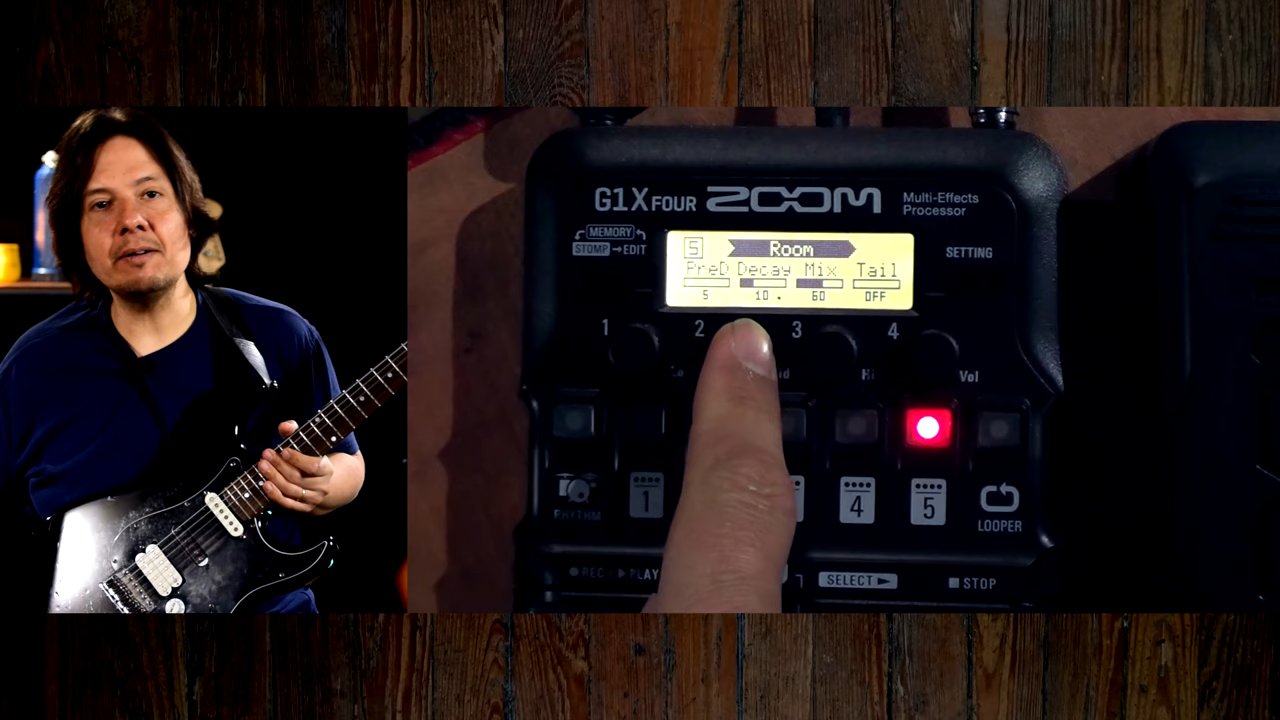 G1X FOUR ZOOM Multi-Effects Processor
MEMORY
STOMP → EDIT
SETTING
5 Room
PreD Decay Mix Tail
5 10 60 OFF
1 2 3 4
Vol
1 4 5
RHYTHM
LOOPER
REC PLAY
SELECT
STOP